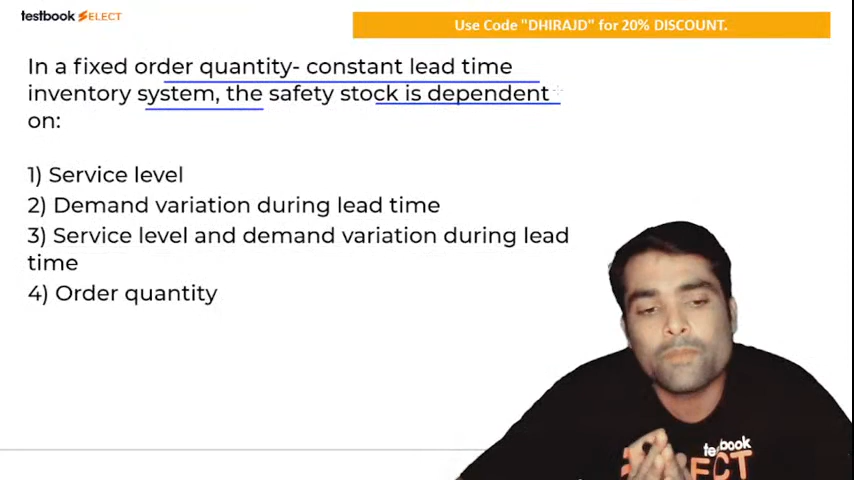 testbook SELECT
Use Code "DHIRAJD" for 20% DISCOUNT.
In a fixed order quantity- constant lead time
inventory system, the safety stock is dependent
on:
1) Service level
2) Demand variation during lead time
3) Service level and demand variation during lead
time
4) Order quantity
testbook